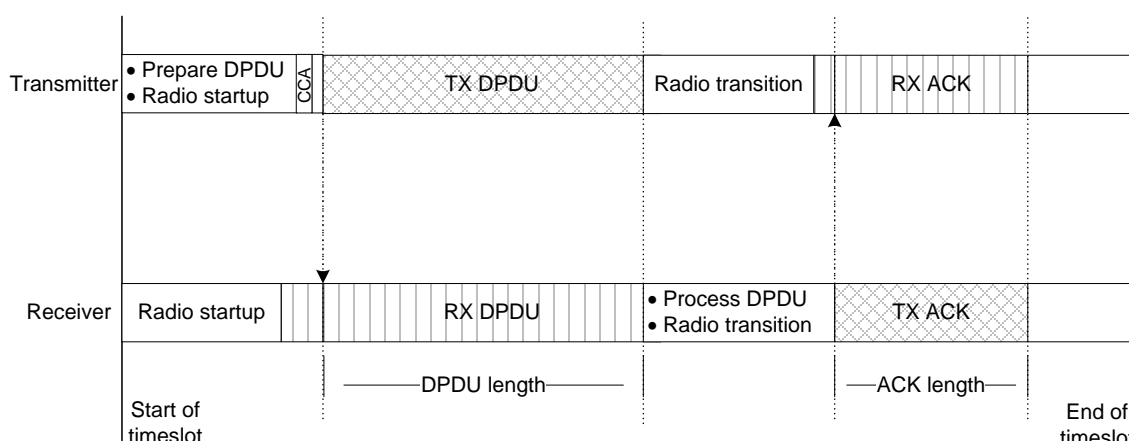 Transmitter
• Prepare DPDU
• Radio startup
CCA
TX DPDU
Radio transition
RX ACK
Receiver
Radio startup
RX DPDU
• Process DPDU
• Radio transition
TX ACK
DPDU length
ACK length
Start of
timeslot
End of
timeslot